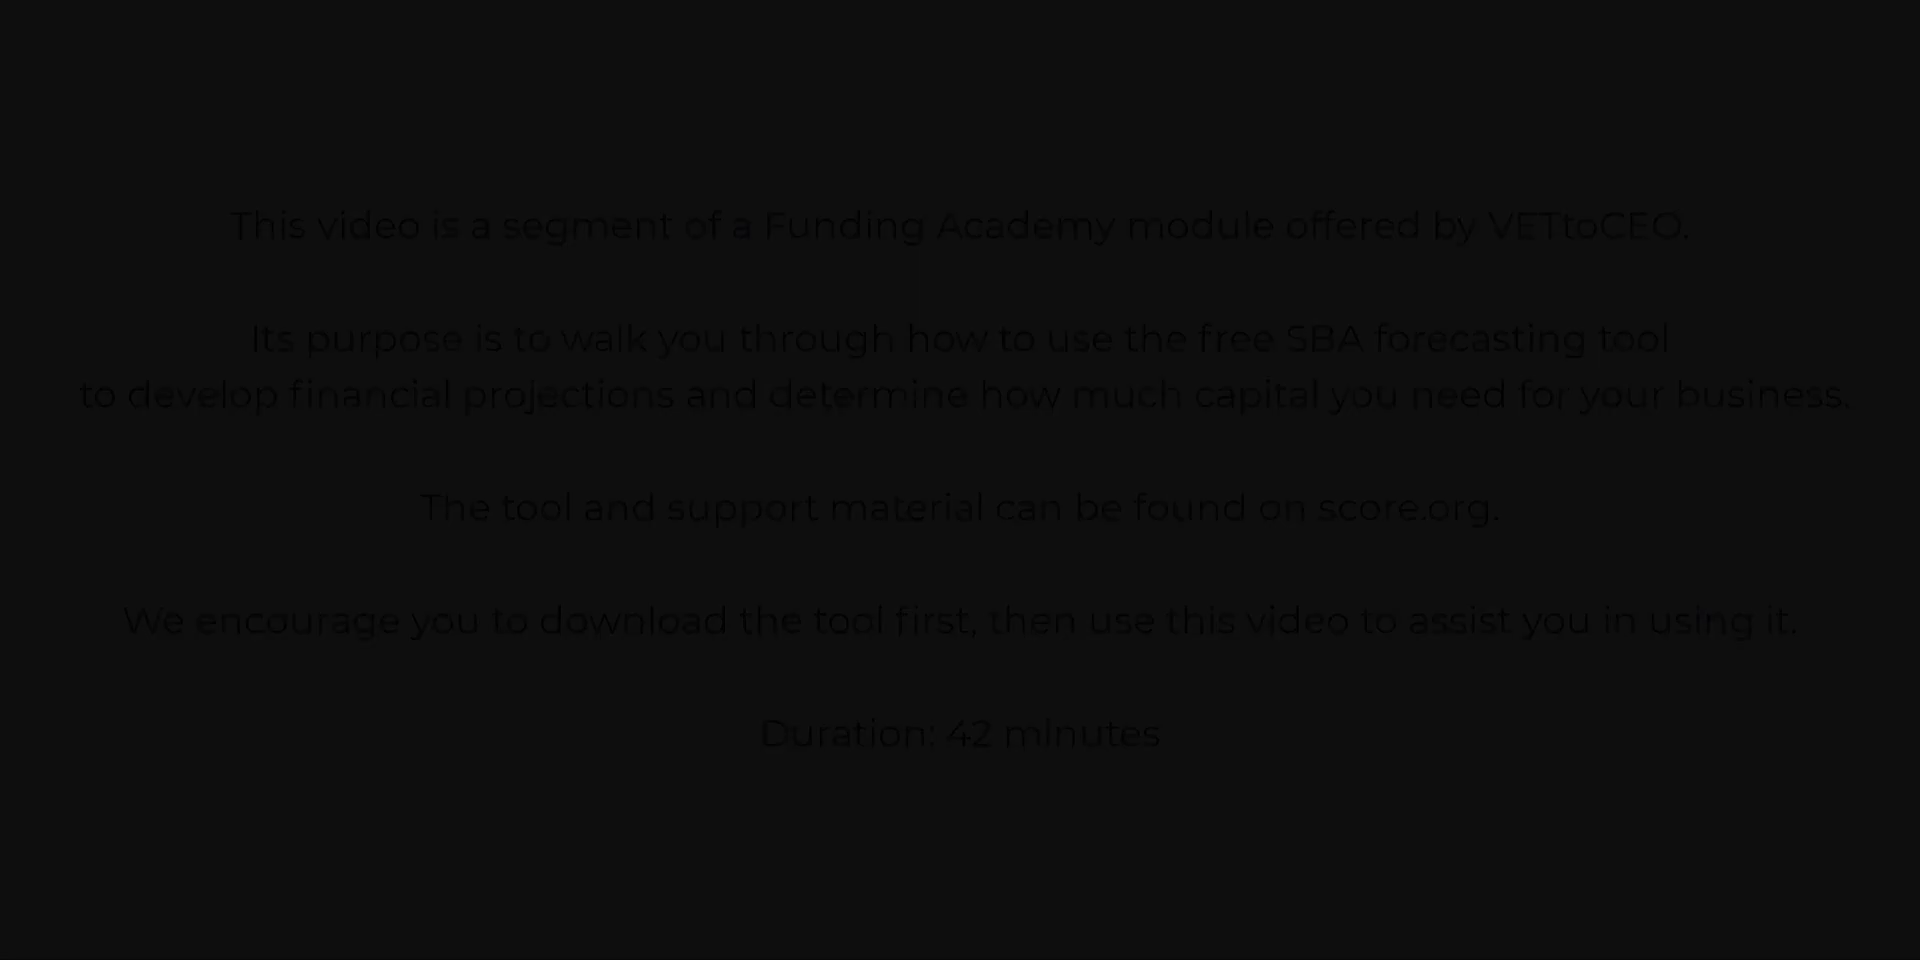 This video is a segment of a Funding Academy module offered by VETtoCEO.
Its purpose is to walk you through how to use the free SBA forecasting tool
to develop financial projections and determine how much capital you need for your business.
The tool and support material can be found on score.org.
We encourage you to download the tool first, then use this video to assist you in using it.
Duration: 42 minutes